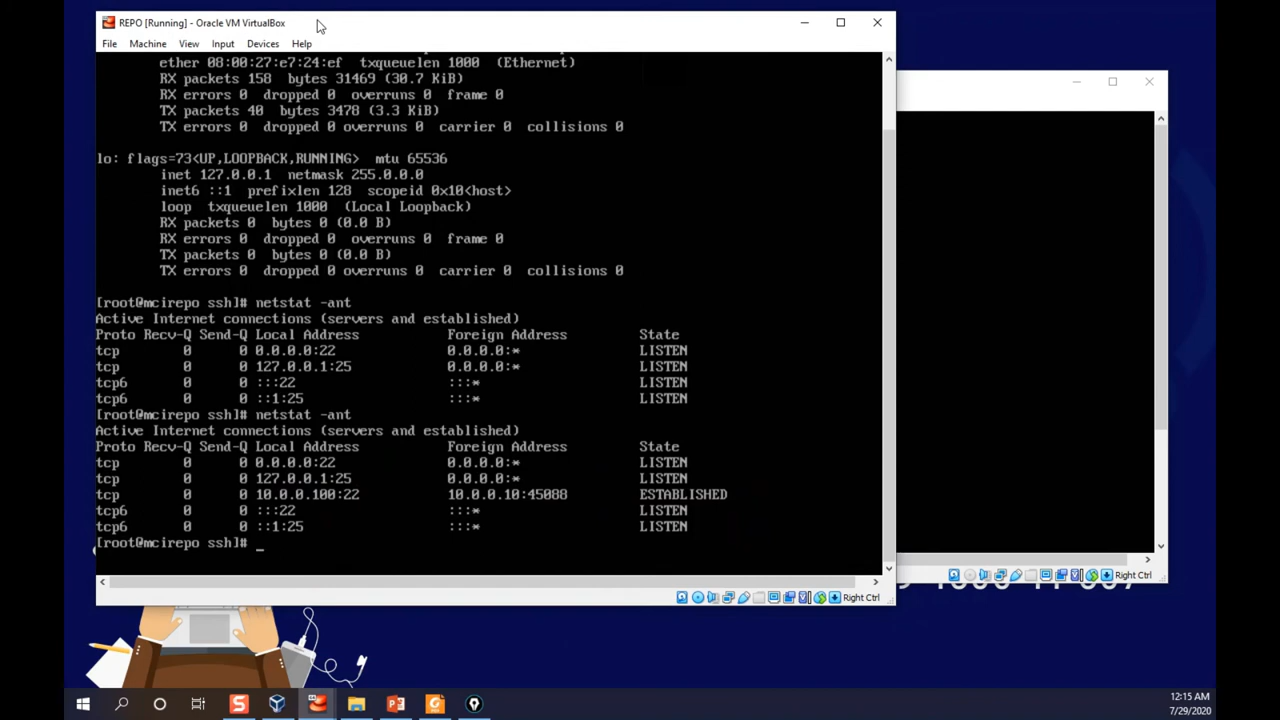 REPO [Running] - Oracle VM VirtualBox
File Machine View Input Devices Help
ether 08:00:27:e7:24:ef txqueuelen 1000 (Ethernet)
RX packets 158 bytes 31469 (30.7 KiB)
RX errors 0 dropped 0 overruns 0 frame 0
TX packets 40 bytes 3478 (3.3 KiB)
TX errors 0 dropped 0 overruns 0 carrier 0 collisions 0
lo: flags=73<UP,LOOPBACK,RUNNING> mtu 65536
inet 127.0.0.1 netmask 255.0.0.0
inet6 ::1 prefixlen 128 scopeid 0x10<host>
loop txqueuelen 1000 (Local Loopback)
RX packets 0 bytes 0 (0.0 B)
RX errors 0 dropped 0 overruns 0 frame 0
TX packets 0 bytes 0 (0.0 B)
TX errors 0 dropped 0 overruns 0 carrier 0 collisions 0
[root@mcirepo ssh]# netstat -ant
Active Internet connections (servers and established)
Proto Recv-Q Send-Q Local Address Foreign Address State
tcp 0 0 0.0.0.0:22 0.0.0.0:* LISTEN
tcp 0 0 127.0.0.1:25 0.0.0.0:* LISTEN
tcp6 0 0 :::22 :::* LISTEN
tcp6 0 0 ::1:25 :::* LISTEN
[root@mcirepo ssh]# netstat -ant
Active Internet connections (servers and established)
Proto Recv-Q Send-Q Local Address Foreign Address State
tcp 0 0 0.0.0.0:22 0.0.0.0:* LISTEN
tcp 0 0 127.0.0.1:25 0.0.0.0:* LISTEN
tcp 0 0 10.0.0.100:22 10.0.0.10:45088 ESTABLISHED
tcp6 0 0 :::22 :::* LISTEN
tcp6 0 0 ::1:25 :::* LISTEN
[root@mcirepo ssh]# _
Right Ctrl
Right Ctrl
12:15 AM
7/29/2020